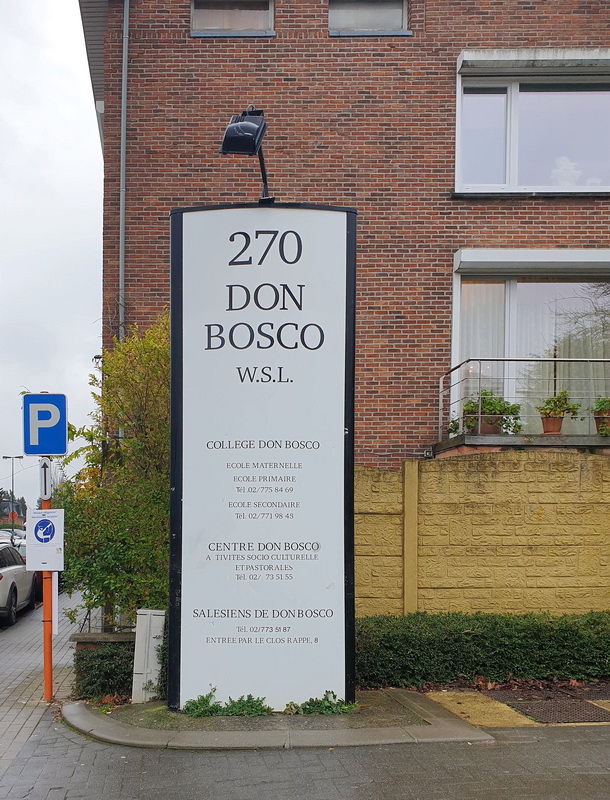 270
DON
BOSCO
W.S.L.
COLLEGE DON BOSCO
ECOLE MATERNELLE
ECOLE PRIMAIRE
Tél .02/775 84 69
ECOLE SECONDAIRE
Tél. 02/771 98 43
CENTRE DON BOSCO
A TIVITES SOCIO CULTURELLE
ET PASTORALES
Tél. 02/ 73 51 55
SALESIENS DE DON BOSCO
Tél. 02/773 51 87
ENTREE PAR LE CLOS RAPPE, 8
P